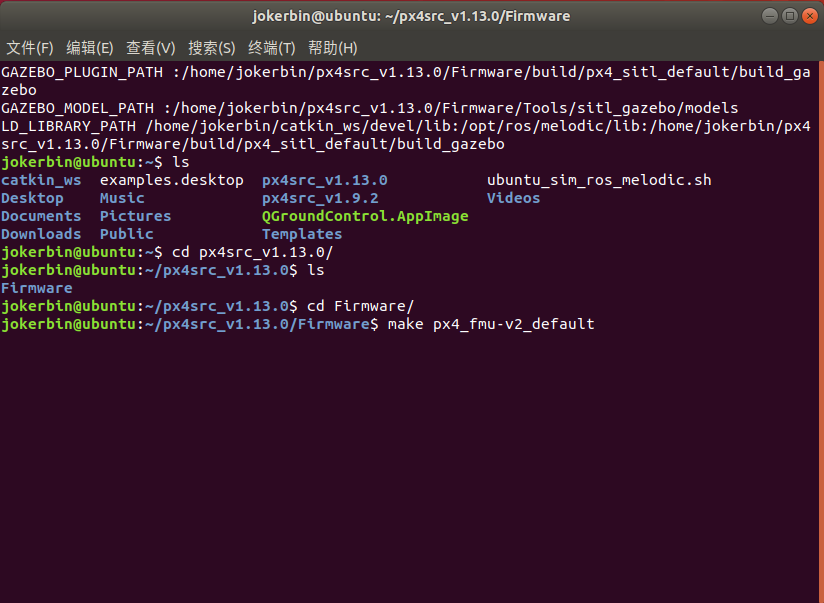 jokerbin@ubuntu: ~/px4src_v1.13.0/Firmware
文件(F) 编辑(E) 查看(V) 搜索(S) 终端(T) 帮助(H)
GAZEBO_PLUGIN_PATH :/home/jokerbin/px4src_v1.13.0/Firmware/build/px4_sitl_default/build_ga
zebo
GAZEBO_MODEL_PATH :/home/jokerbin/px4src_v1.13.0/Firmware/Tools/sitl_gazebo/models
LD_LIBRARY_PATH /home/jokerbin/catkin_ws/devel/lib:/opt/ros/melodic/lib:/home/jokerbin/px4
src_v1.13.0/Firmware/build/px4_sitl_default/build_gazebo
jokerbin@ubuntu:~$ ls
catkin_ws  examples.desktop  px4src_v1.13.0           ubuntu_sim_ros_melodic.sh
Desktop    Music             px4src_v1.9.2            Videos
Documents  Pictures          QGroundControl.AppImage
Downloads  Public            Templates
jokerbin@ubuntu:~$ cd px4src_v1.13.0/
jokerbin@ubuntu:~/px4src_v1.13.0$ ls
Firmware
jokerbin@ubuntu:~/px4src_v1.13.0$ cd Firmware/
jokerbin@ubuntu:~/px4src_v1.13.0/Firmware$ make px4_fmu-v2_default